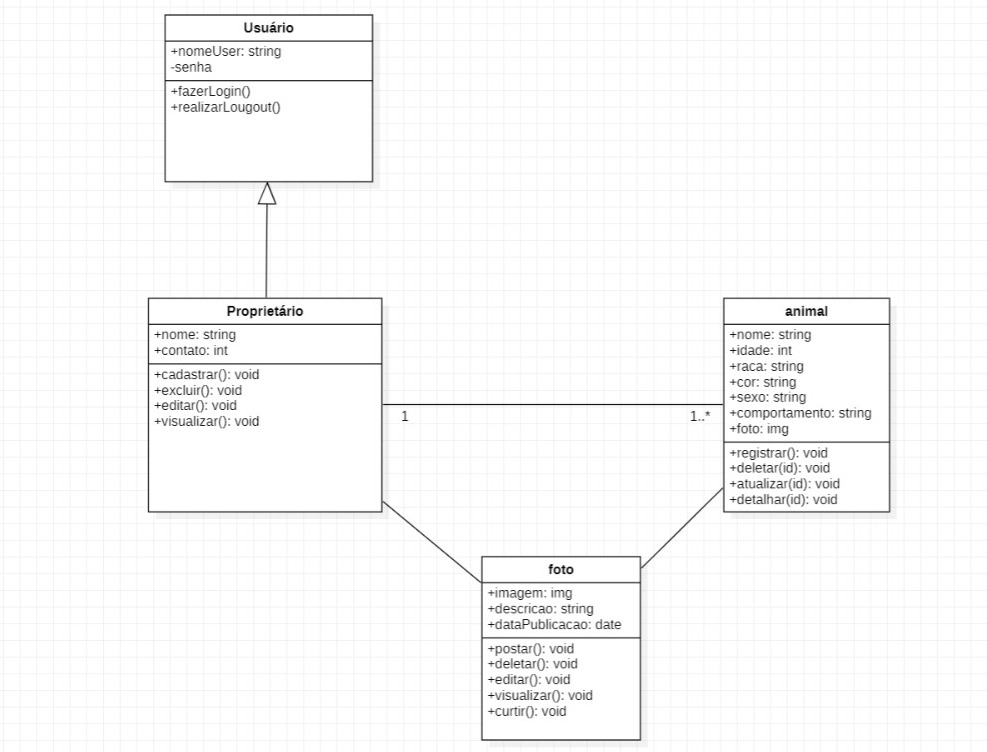 Usuário
+nomeUser: string
-senha
+fazerLogin()
+realizarLougout()
Proprietário
+nome: string
+contato: int
+cadastrar(): void
+excluir(): void
+editar(): void
+visualizar(): void
1
1..*
animal
+nome: string
+idade: int
+raca: string
+cor: string
+sexo: string
+comportamento: string
+foto: img
+registrar(): void
+deletar(id): void
+atualizar(id): void
+detalhar(id): void
foto
+imagem: img
+descricao: string
+dataPublicacao: date
+postar(): void
+deletar(): void
+editar(): void
+visualizar(): void
+curtir(): void